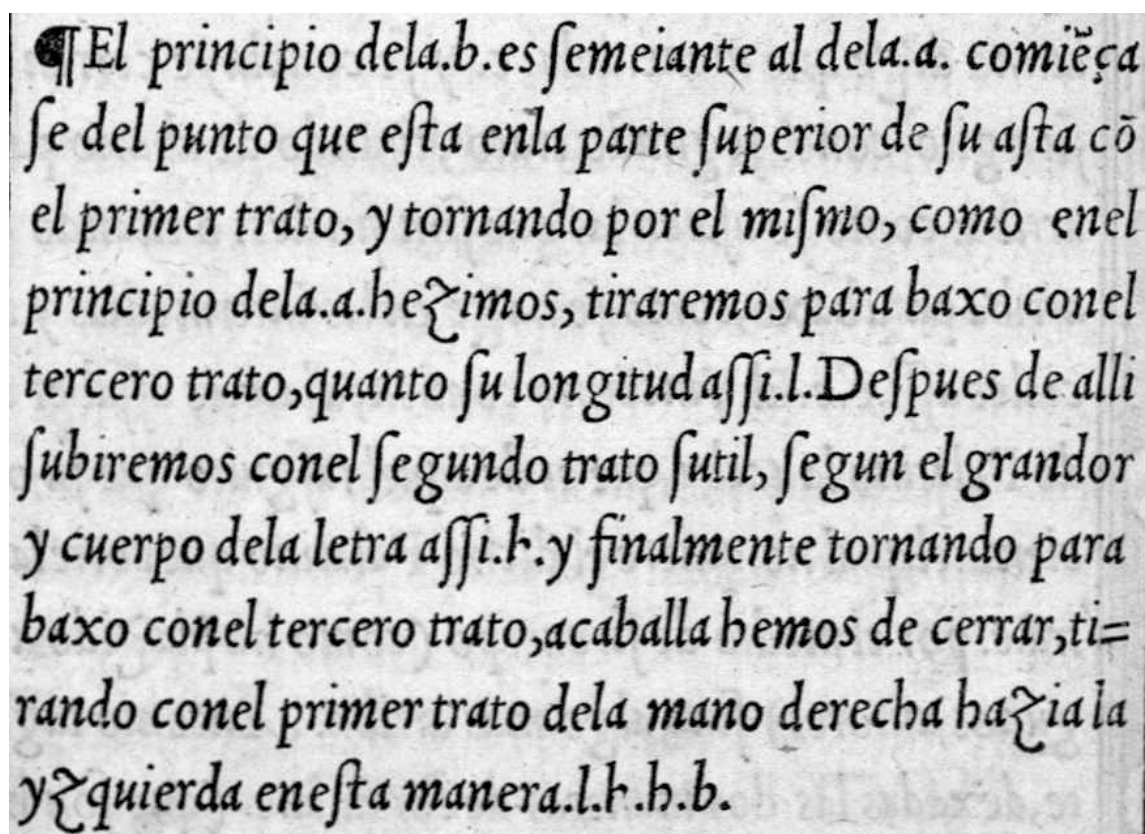 ¶El principio dela.b.es ſemeiante al dela.a. comiẽça
ſe del punto que eſta enla parte ſuperior de ſu aſta cõ
el primer trato, y tornando por el miſmo, como enel
principio dela.a.hezimos, tiraremos para baxo conel
tercero trato,quanto ſu longitud aſſi.l.Deſpues de alli
ſubiremos conel ſegundo trato ſutil, ſegun el grandor
y cuerpo dela letra aſſi.h.y finalmente tornando para
baxo conel tercero trato,acaballa hemos de cerrar,ti=
rando conel primer trato dela mano derecha hazia la
yzquierda eneſta manera.l.h.h.b.